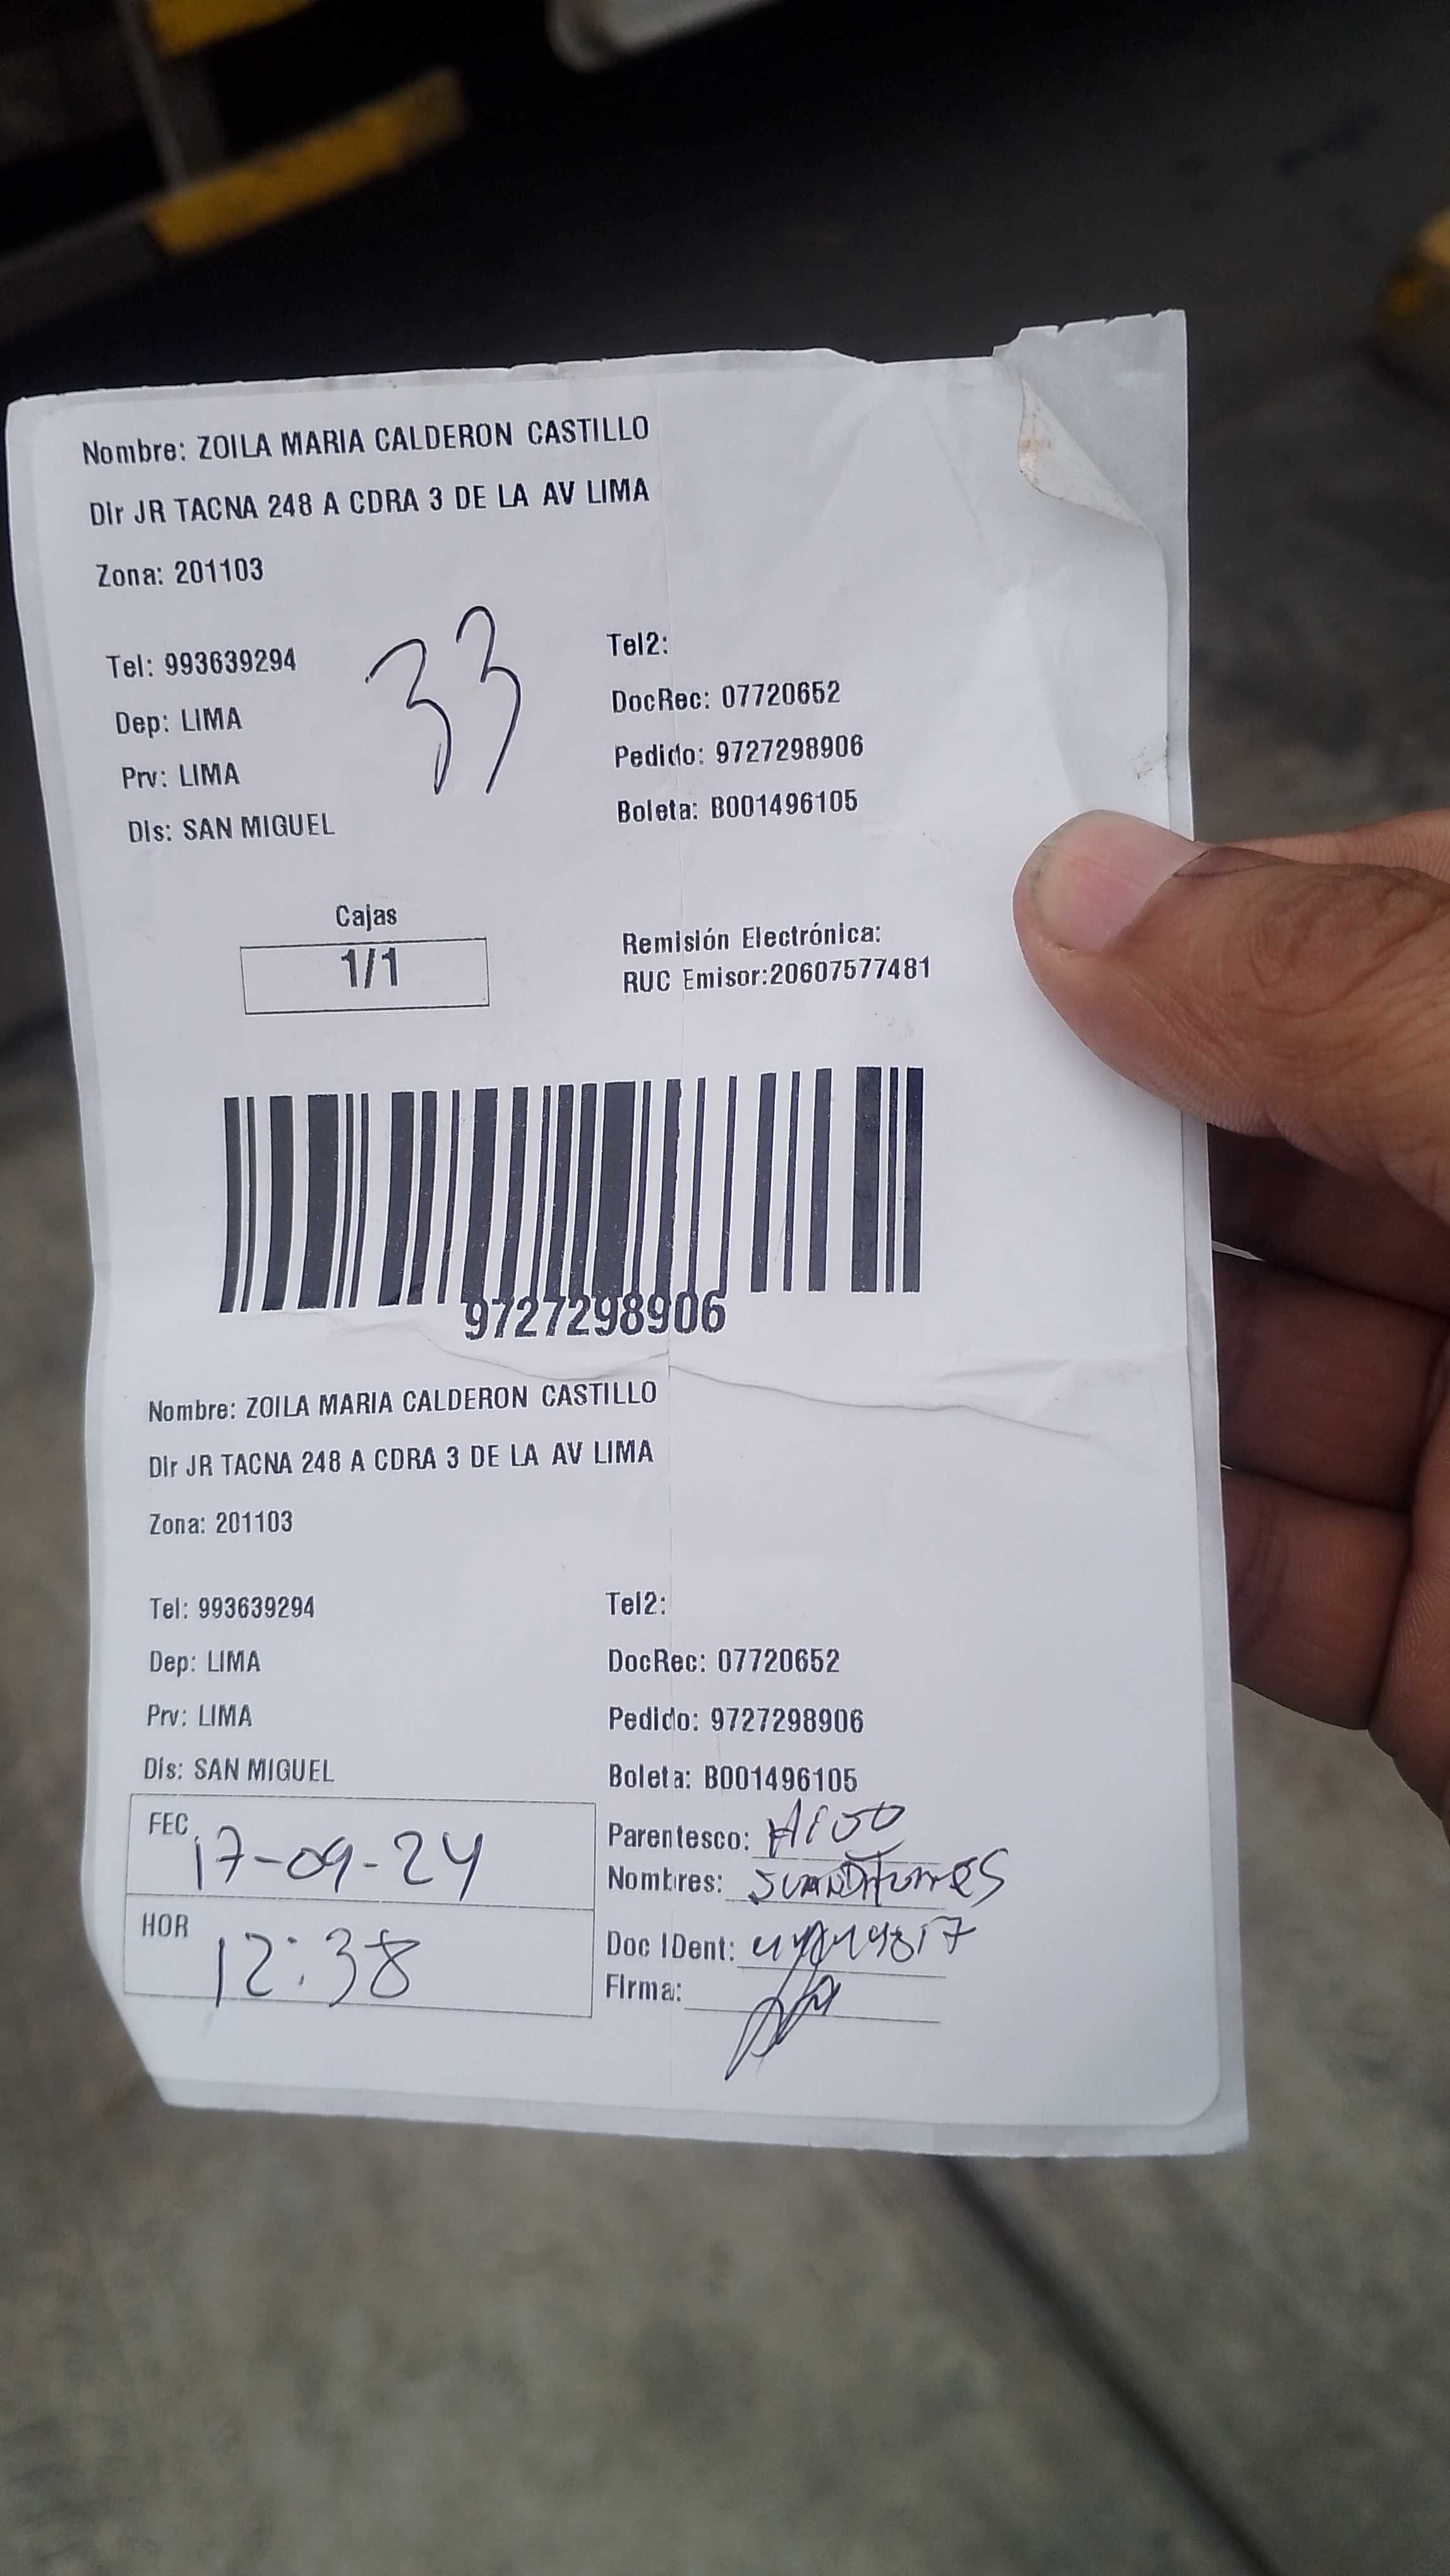 Nombre: ZOILA MARIA CALDERON CASTILLO
Dir JR TACNA 248 A CDRA 3 DE LA AV LIMA
Zona: 201103
33
Tel: 993639294
Tel2:
Dep: LIMA
DocRec: 07720652
Prv: LIMA
Pedido: 9727298906
Dis: SAN MIGUEL
Boleta: B001496105
Cajas
1/1
Remisión Electrónica:
RUC Emisor:20607577481
9727298906
Nombre: ZOILA MARIA CALDERON CASTILLO
Dir JR TACNA 248 A CDRA 3 DE LA AV LIMA
Zona: 201103
Tel: 993639294
Tel2:
Dep: LIMA
DocRec: 07720652
Prv: LIMA
Pedido: 9727298906
Dis: SAN MIGUEL
Boleta: B001496105
FEC 17-09-24
Parentesco: HIJO
Nombres:
HOR 12:38
Doc IDent:
Firma: